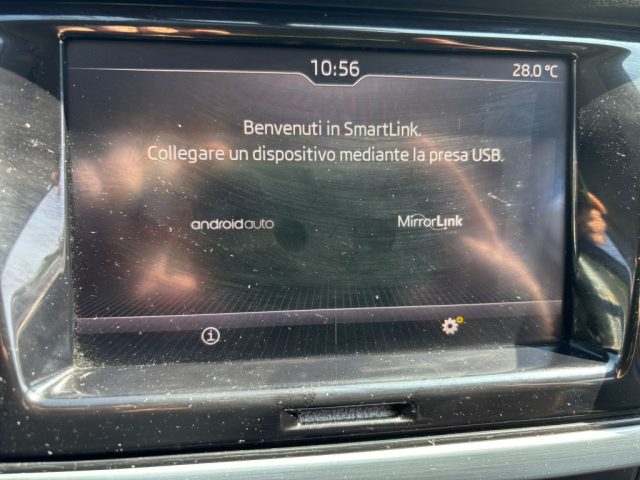 10:56 28.0 °C
Benvenuti in SmartLink.
Collegare un dispositivo mediante la presa USB.
androidauto MirrorLink